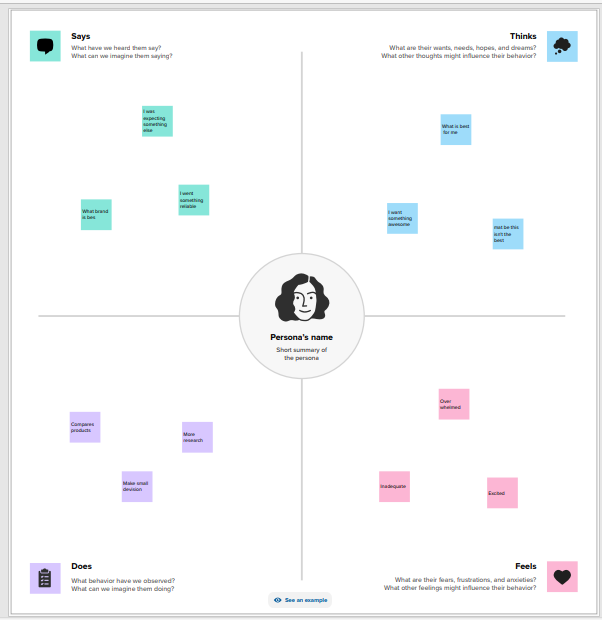 Says
What have we heard them say?
What can we imagine them saying?
Thinks
What are their wants, needs, hopes, and dreams?
What other thoughts might influence their behavior?
I was
expecting
something
else
What brand
is bes
I went
something
reliable
What is best
for me
I want
something
awesome
mat be this
isn't the
best
Persona's name
Short summary of
the persona
Compares
products
More
research
Make small
devision
Over
whelmed
Inadequate
Excited
Does
What behavior have we observed?
What can we imagine them doing?
Feels
What are their fears, frustrations, and anxieties?
What other feelings might influence their behavior?
See an example